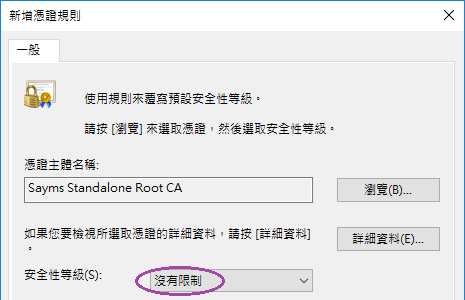 新增憑證規則
一般
使用規則來覆寫預設安全性等級。
請按 [瀏覽] 來選取憑證，然後選取安全性等級。
憑證主體名稱:
Sayms Standalone Root CA
瀏覽(B)...
如果您要檢視所選取憑證的詳細資料，請按 [詳細資料]
。
詳細資料(E)...
安全性等級(S):
沒有限制